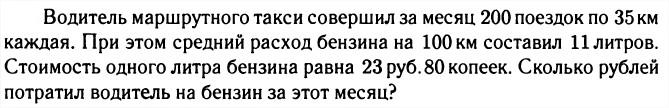 Водитель маршрутного такси совершил за месяц 200 поездок по 35 км
каждая. При этом средний расход бензина на 100 км составил 11 литров.
Стоимость одного литра бензина равна 23 руб. 80 копеек. Сколько рублей
потратил водитель на бензин за этот месяц?